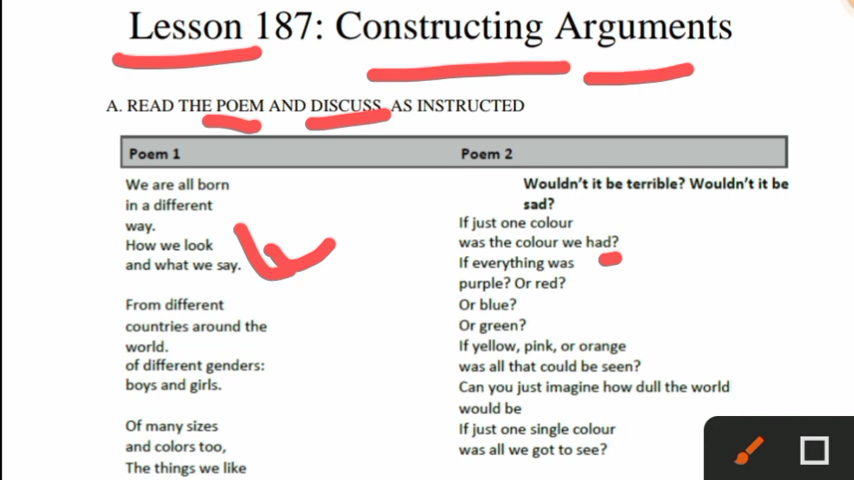 Lesson 187: Constructing Arguments
A. READ THE POEM AND DISCUSS AS INSTRUCTED
Poem 1
We are all born
in a different
way.
How we look
and what we say.
From different
countries around the
world.
of different genders:
boys and girls.
Of many sizes
and colors too,
The things we like
Poem 2
Wouldn't it be terrible? Wouldn't it be
sad?
If just one colour
was the colour we had?
If everything was
purple? Or red?
Or blue?
Or green?
If yellow, pink, or orange
was all that could be seen?
Can you just imagine how dull the world
would be
If just one single colour
was all we got to see?